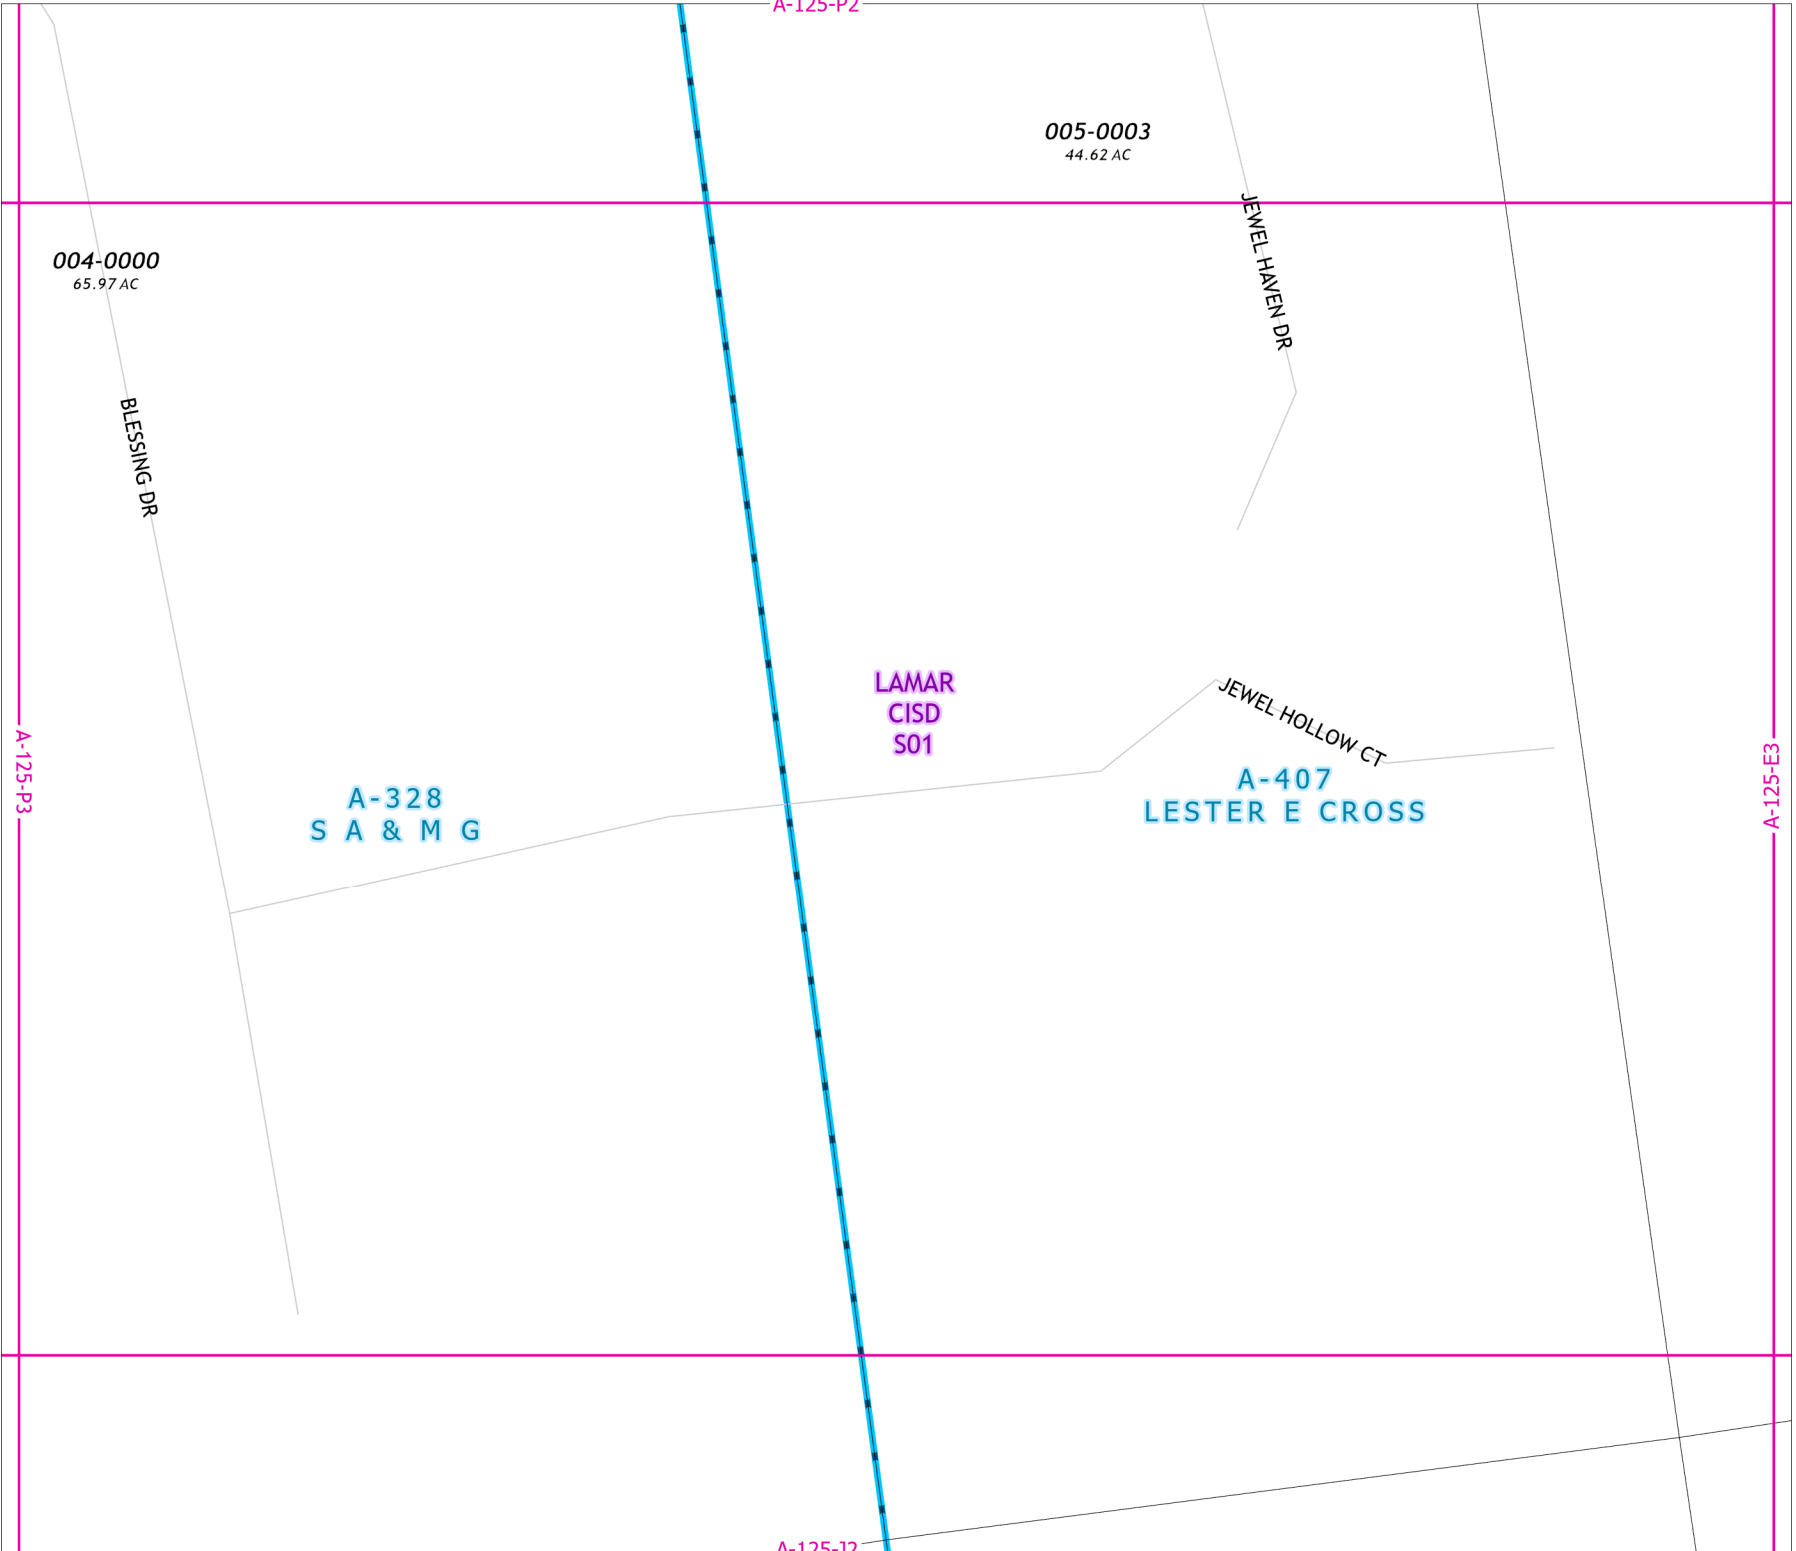 A-125-P2
005-0003
44.62 AC
JEWEL HAVEN DR
004-0000
65.97 AC
BLESSING DR
LAMAR
CISD
S01
JEWEL HOLLOW CT
A-125-P3
A-125-E3
A-328
S A & M G
A-407
LESTER E CROSS
A-125-J2